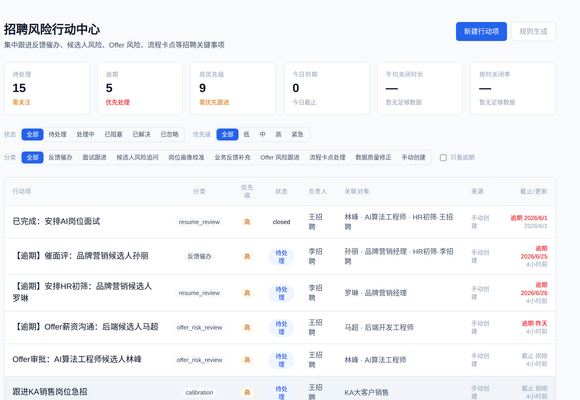 招聘风险行动中心
集中跟进反馈催办、候选人风险、Offer 风险、流程卡点等招聘关键事项
新建行动项 规则生成
待处理 逾期 高优先级 今日到期 平均关闭时长 按时关闭率
15 5 9 0 — —
需关注 优先处理 需优先跟进 今日截止 暂无足够数据 暂无足够数据
状态 全部 待处理 处理中 已阻塞 已解决 已忽略 优先级 全部 低 中 高 紧急
分类 全部 反馈催办 面试跟进 候选人风险追问 岗位画像校准 业务反馈补充 Offer 风险跟进 流程卡点处理 数据质量修正 手动创建 只看逾期
行动项 分类 优先级 状态 负责人 关联对象 来源 截止/更新
已完成：安排AI岗位面试 resume_review 高 closed 王招聘 林峰 · AI算法工程师 · HR初筛-王招聘 手动创建 逾期 2026/6/1
2026/6/1
【逾期】催面评：品牌营销候选人孙丽 反馈催办 高 待处理 李招聘 孙丽 · 品牌营销经理 · HR初筛-李招聘 手动创建 逾期 2026/6/25
4小时前
【逾期】安排HR初筛：品牌营销候选人罗琳 resume_review 高 待处理 李招聘 罗琳 · 品牌营销经理 手动创建 逾期 2026/6/26
4小时前
【逾期】Offer薪资沟通：后端候选人马超 offer_risk_review 高 待处理 王招聘 马超 · 后端开发工程师 手动创建 逾期 昨天
4小时前
Offer审批：AI算法工程师候选人林峰 offer_risk_review 高 待处理 王招聘 林峰 · AI算法工程师 手动创建 截止 刚刚
4小时前
跟进KA销售岗位急招 calibration 高 待处理 王招聘 KA大客户销售 手动创建 截止 刚刚
4小时前